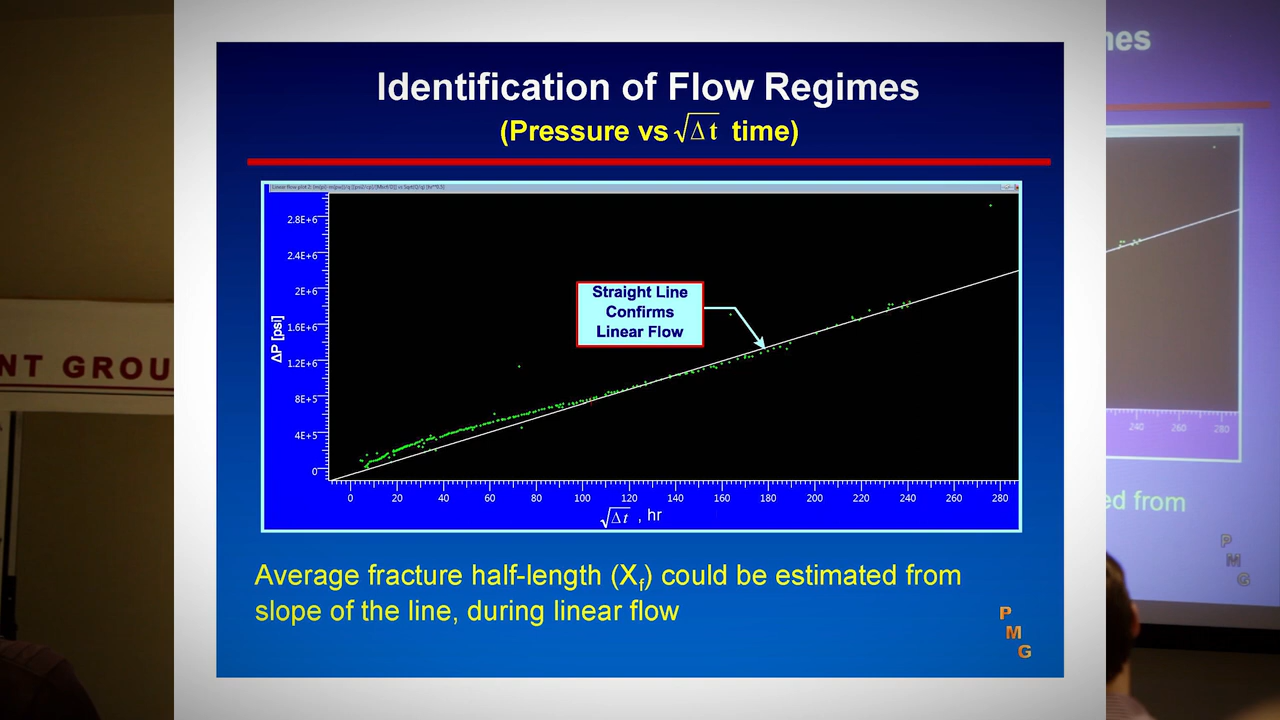 Identification of Flow Regimes
(Pressure vs √Δt time)
2.8E+6
2.4E+6
2E+6
1.6E+6
1.2E+6
8E+5
4E+5
0
ΔP [psi]
Straight Line
Confirms
Linear Flow
0 20 40 60 80 100 120 140 160 180 200 220 240 260 280
√Δt , hr
Average fracture half-length (Xf) could be estimated from
slope of the line, during linear flow
P
M
G
NT GROU
nes
240 260 280
ed from
P
M
G